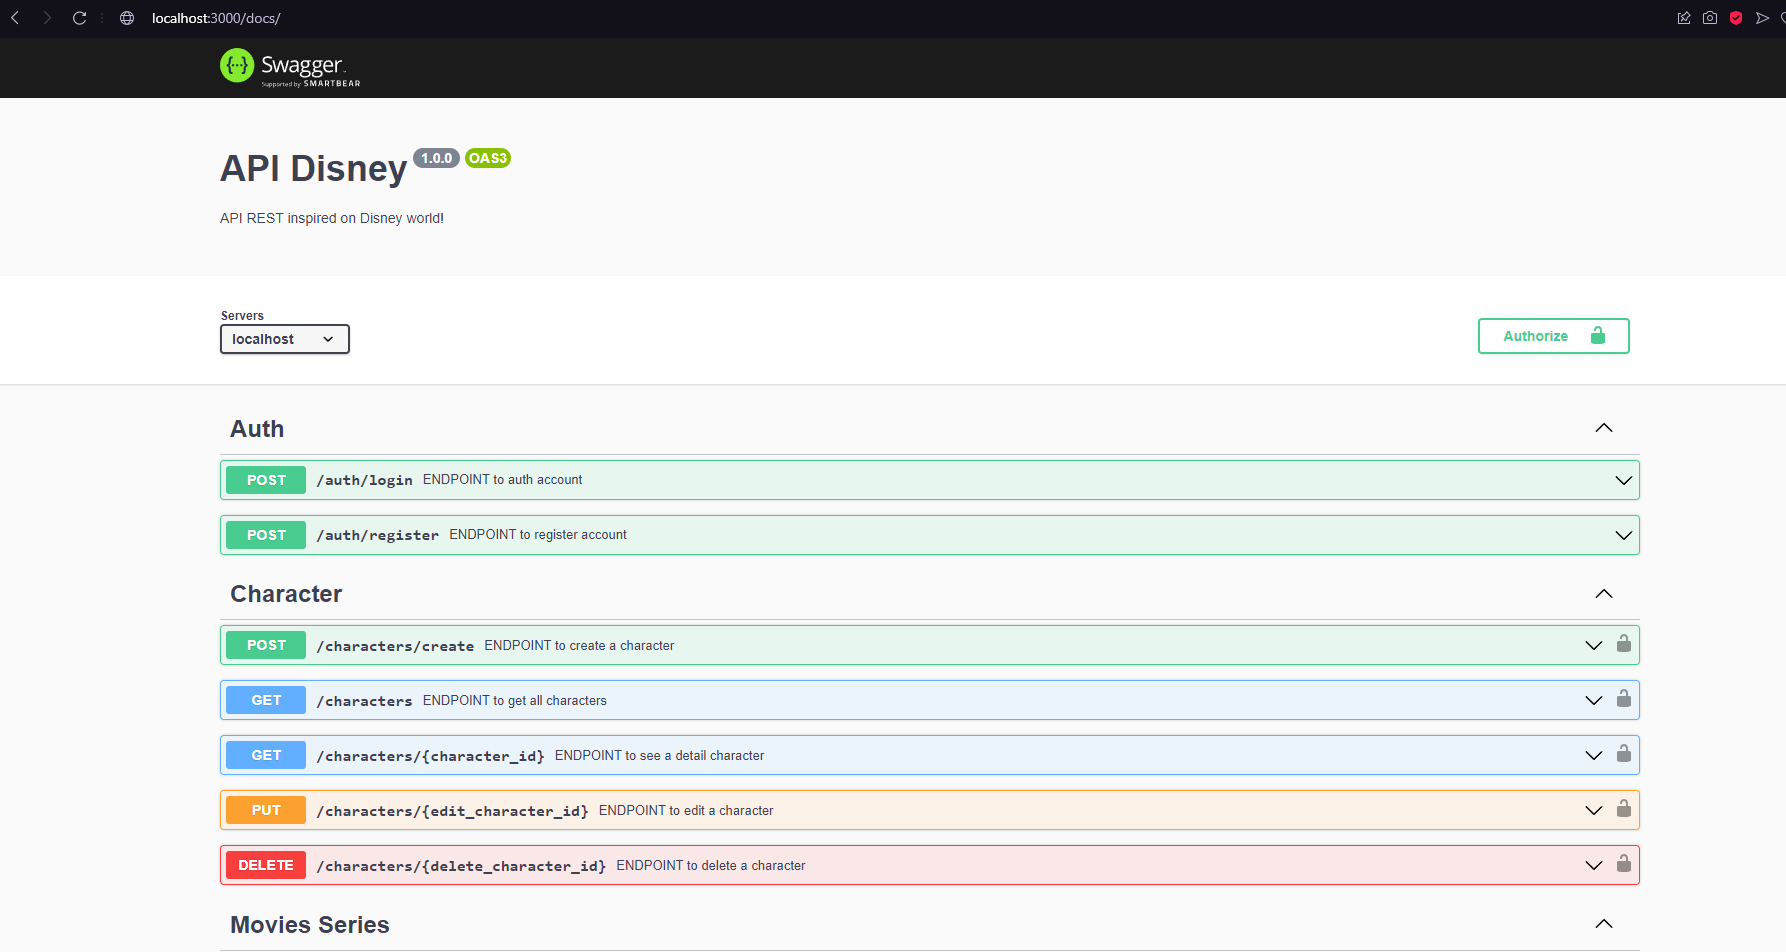 localhost:3000/docs/
Swagger
Supported by SMARTBEAR
API Disney 1.0.0 OAS3
API REST inspired on Disney world!
Servers
localhost
Authorize
Auth
POST /auth/login ENDPOINT to auth account
POST /auth/register ENDPOINT to register account
Character
POST /characters/create ENDPOINT to create a character
GET /characters ENDPOINT to get all characters
GET /characters/{character_id} ENDPOINT to see a detail character
PUT /characters/{edit_character_id} ENDPOINT to edit a character
DELETE /characters/{delete_character_id} ENDPOINT to delete a character
Movies Series